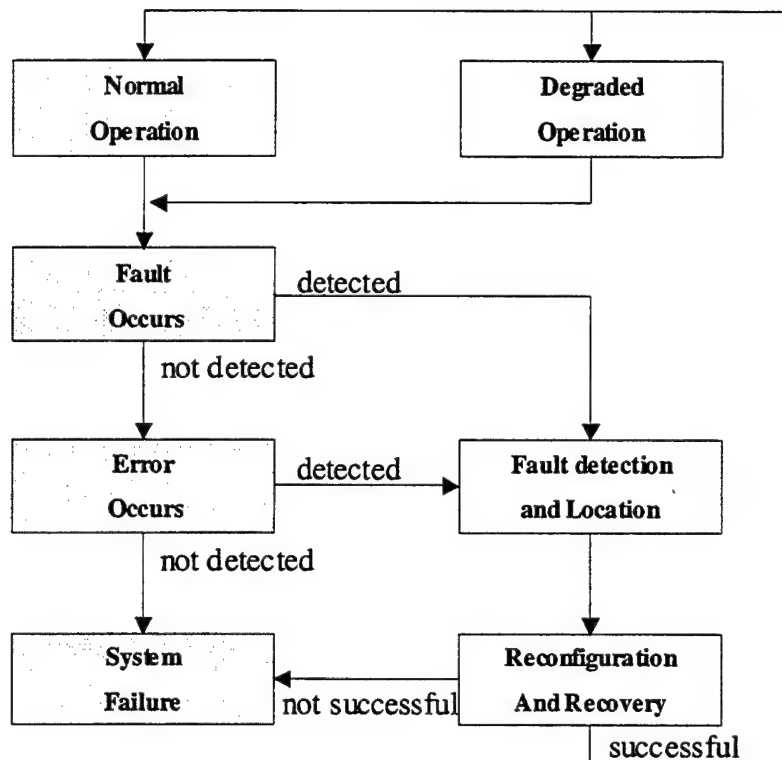 Normal
Operation
Degraded
Operation
Fault
Occurs
detected
not detected
Error
Occurs
detected
Fault detection
and Location
not detected
System
Failure
not successful
Reconfiguration
And Recovery
successful